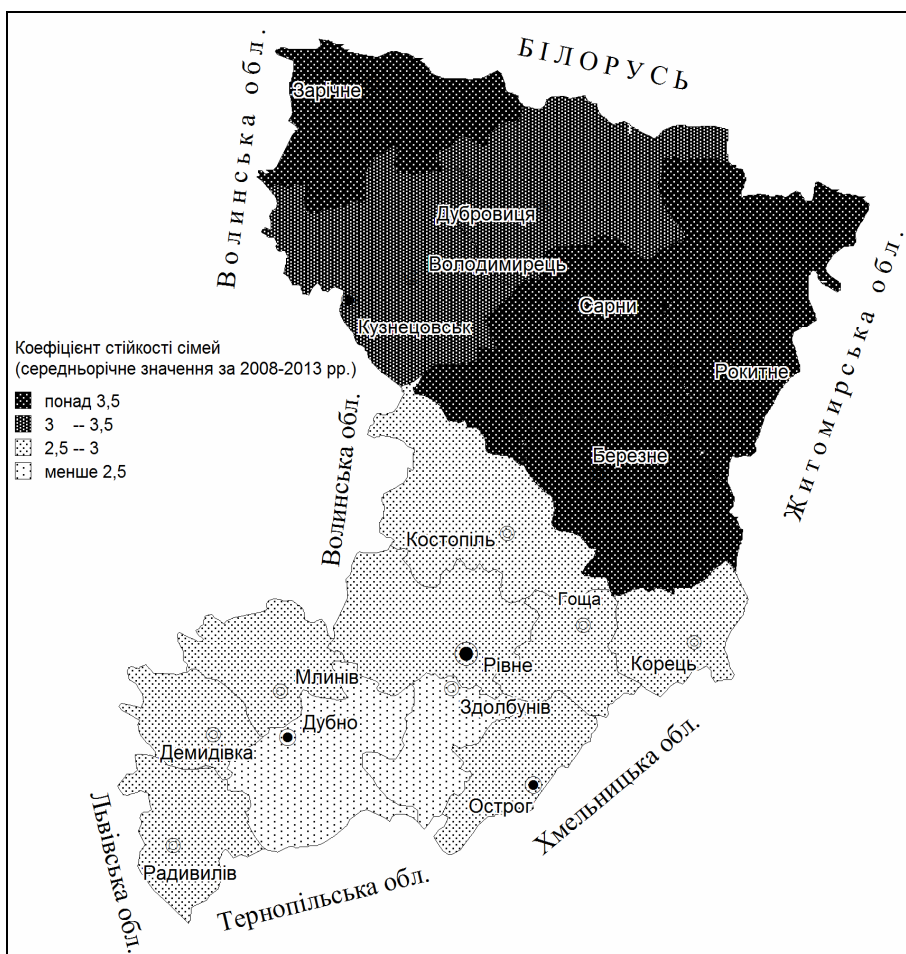 БІЛОРУСЬ
Волинська обл.
Зарічне
Дубровиця
Володимирець
Сарни
Кузнецовськ
Рокитне
Житомирська обл.
Коефіцієнт стійкості сімей
(середньорічне значення за 2008-2013 рр.)
понад 3,5
3 -- 3,5
2,5 -- 3
менше 2,5
Березне
Волинська обл.
Костопіль
Гоща
Рівне
Корець
Млинів
Здолбунів
Дубно
Демидівка
Острог
Хмельницька обл.
Львівська обл.
Радивилів
Тернопільська обл.